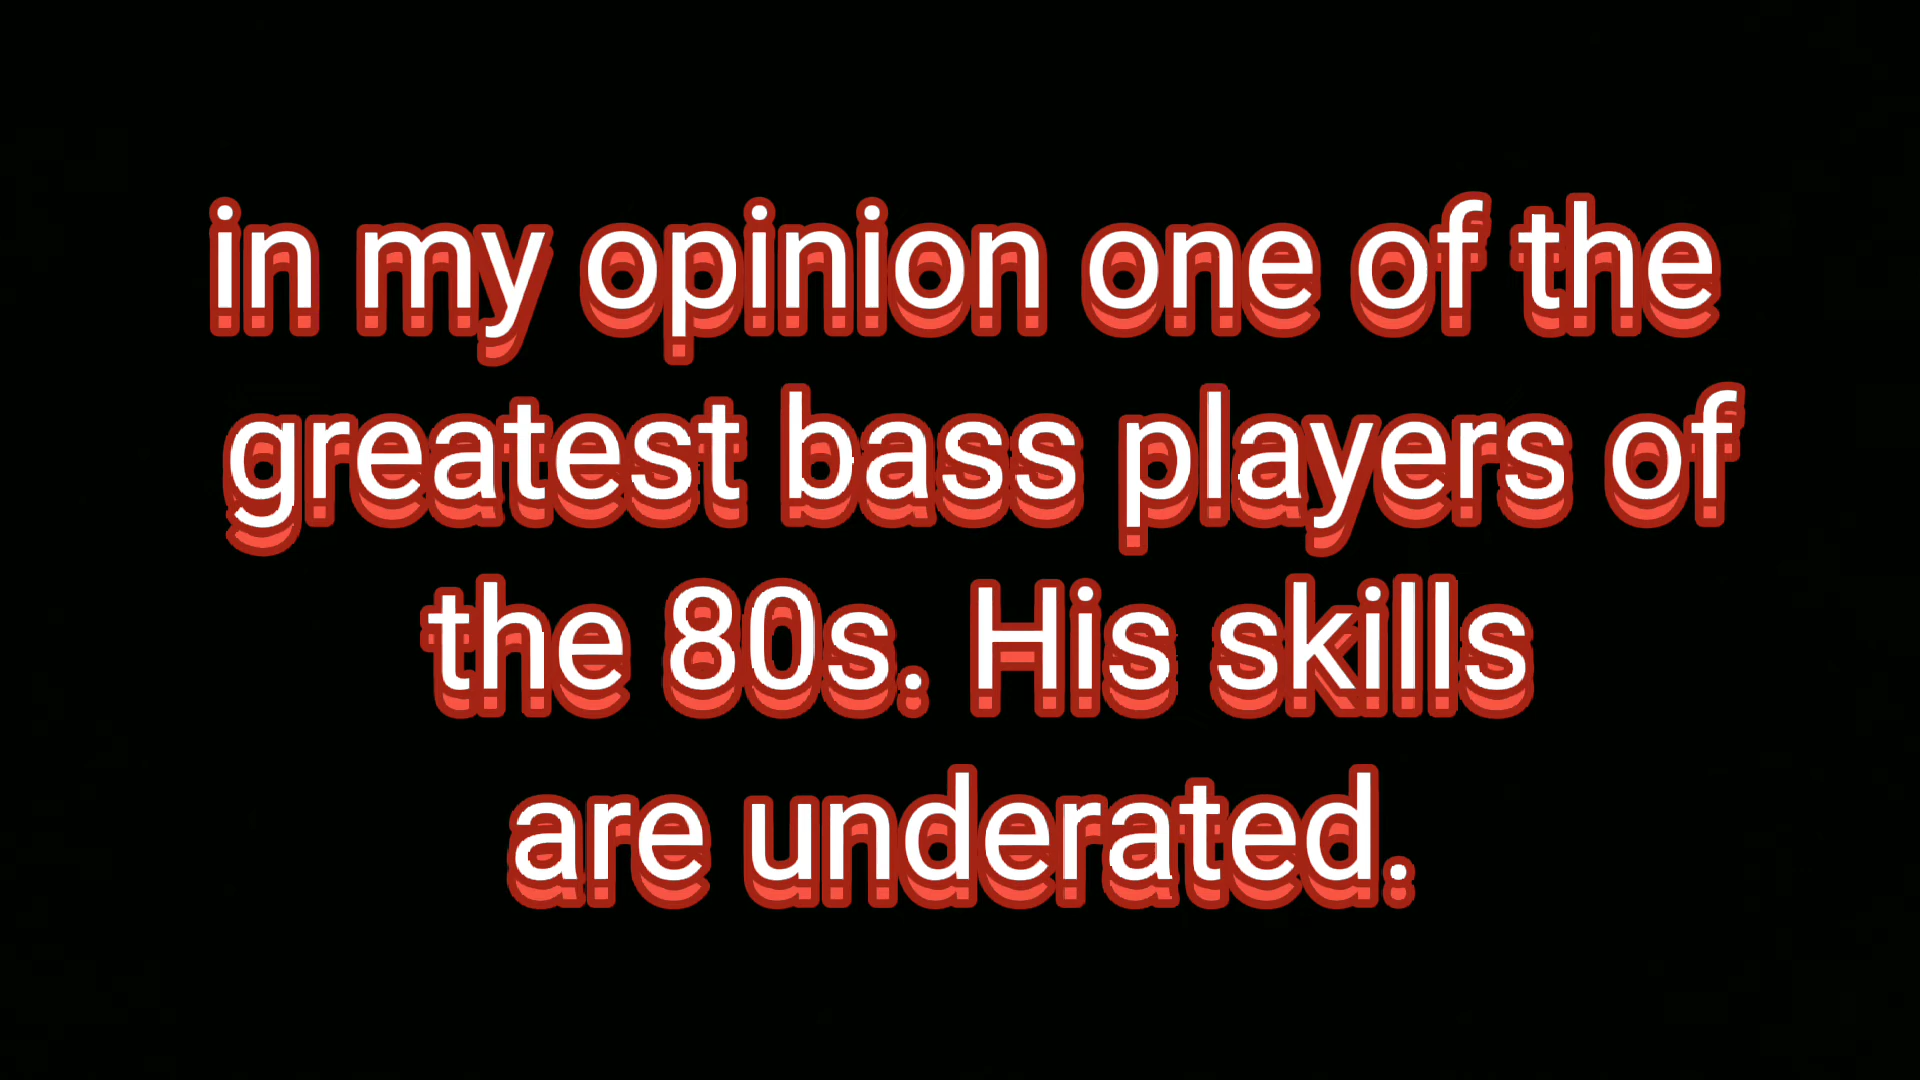 in my opinion one of the
greatest bass players of
the 80s. His skills
are underated.